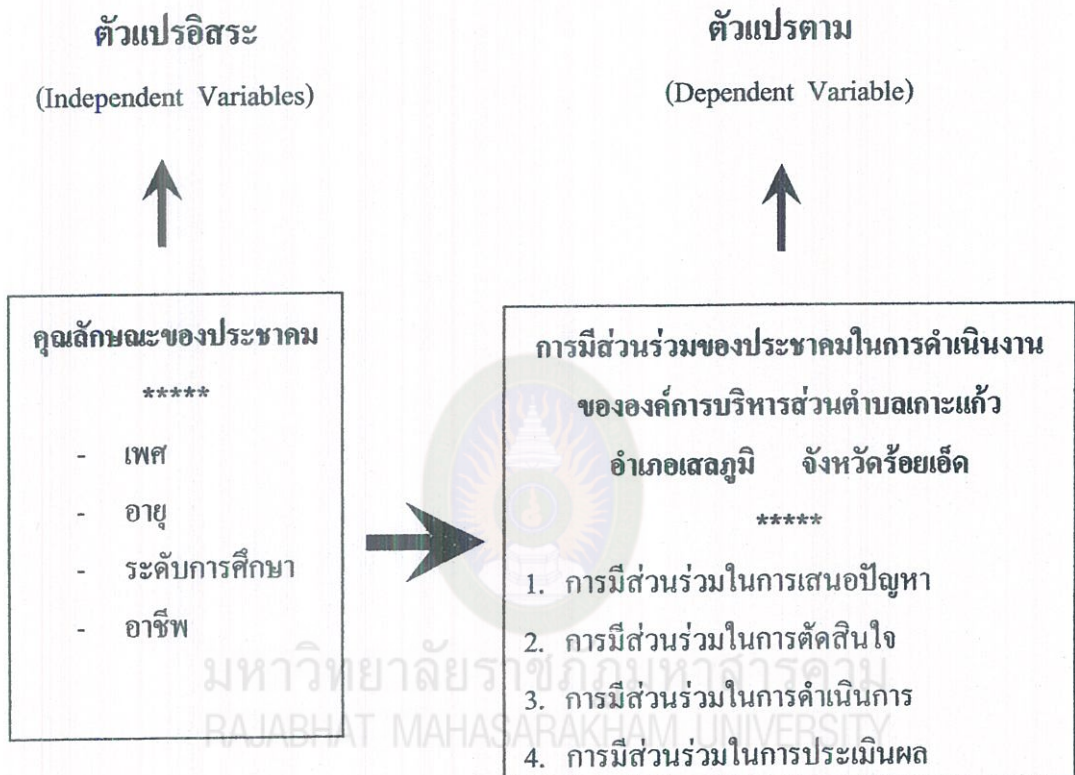 ตัวแปรอิสระ
(Independent Variables)
ตัวแปรตาม
(Dependent Variable)
คุณลักษณะของประชาคม
*****
- เพศ
- อายุ
- ระดับการศึกษา
- อาชีพ
การมีส่วนร่วมของประชาคมในการดำเนินงาน
ขององค์การบริหารส่วนตำบลเกาะแก้ว
อำเภอเสลภูมิ จังหวัดร้อยเอ็ด
*****
1. การมีส่วนร่วมในการเสนอปัญหา
2. การมีส่วนร่วมในการตัดสินใจ
3. การมีส่วนร่วมในการดำเนินการ
4. การมีส่วนร่วมในการประเมินผล
มหาวิทยาลัยราชภัฏมหาสารคาม
RAJABHAT MAHASARAKHAM UNIVERSITY